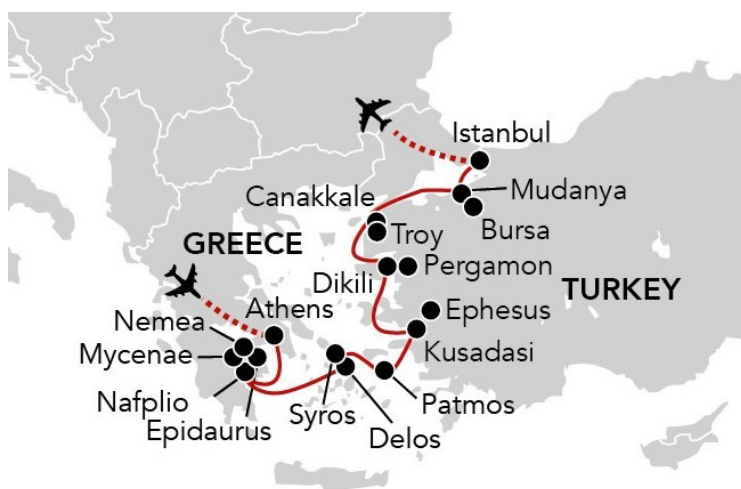 Istanbul
Mudanya
Canakkale
Bursa
Troy
GREECE
Pergamon
Dikili
TURKEY
Ephesus
Athens
Nemea
Kusadasi
Mycenae
Nafplio
Patmos
Syros
Epidaurus
Delos